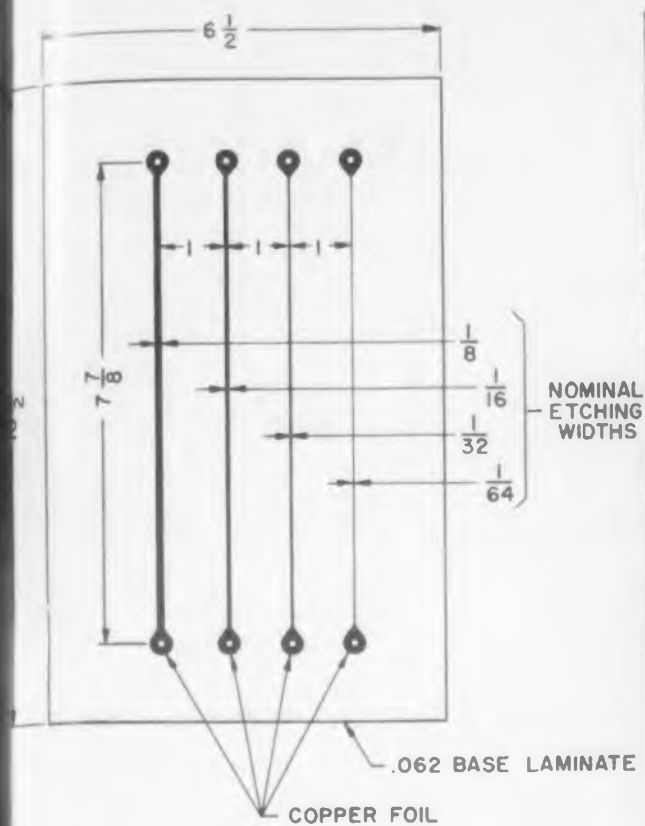 6 1/2
1 1 1
7 7/8
1/8
1/16
1/32
1/64
NOMINAL
ETCHING
WIDTHS
.062 BASE LAMINATE
COPPER FOIL